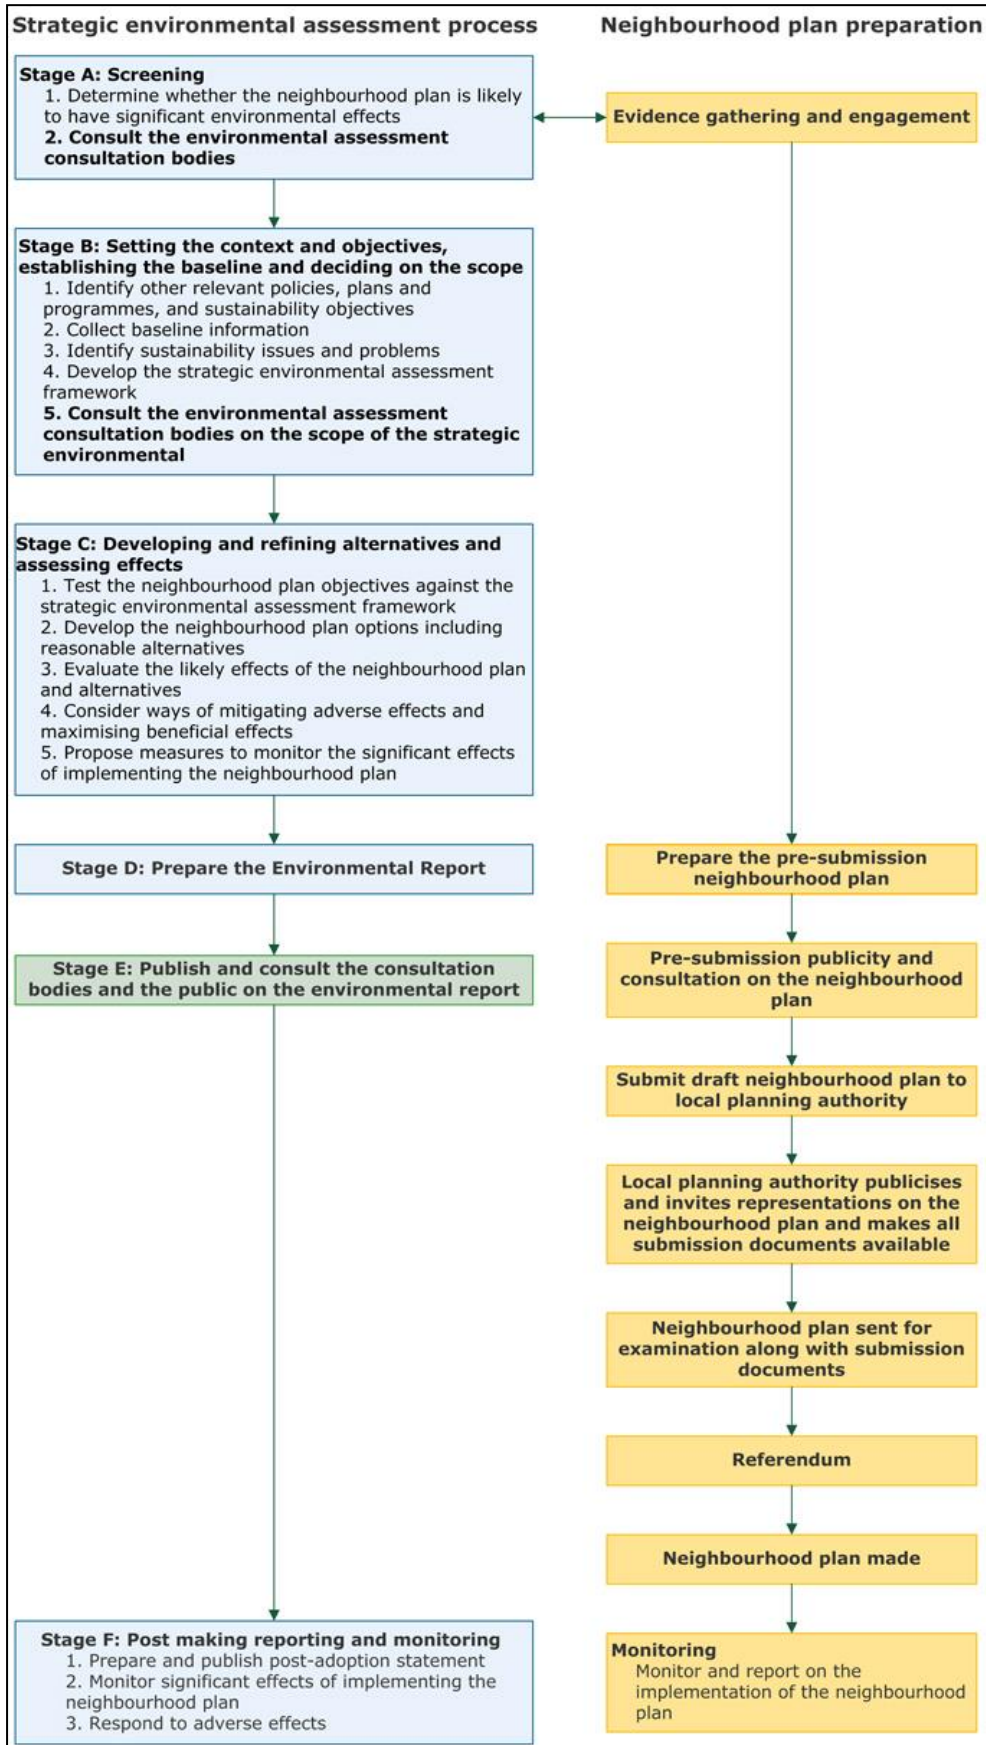 Strategic environmental assessment process
Neighbourhood plan preparation
Stage A: Screening
1. Determine whether the neighbourhood plan is likely
to have significant environmental effects
2. Consult the environmental assessment
consultation bodies
Evidence gathering and engagement
Stage B: Setting the context and objectives,
establishing the baseline and deciding on the scope
1. Identify other relevant policies, plans and
programmes, and sustainability objectives
2. Collect baseline information
3. Identify sustainability issues and problems
4. Develop the strategic environmental assessment
framework
5. Consult the environmental assessment
consultation bodies on the scope of the strategic
environmental
Stage C: Developing and refining alternatives and
assessing effects
1. Test the neighbourhood plan objectives against the
strategic environmental assessment framework
2. Develop the neighbourhood plan options including
reasonable alternatives
3. Evaluate the likely effects of the neighbourhood plan
and alternatives
4. Consider ways of mitigating adverse effects and
maximising beneficial effects
5. Propose measures to monitor the significant effects
of implementing the neighbourhood plan
Stage D: Prepare the Environmental Report
Prepare the pre-submission
neighbourhood plan
Stage E: Publish and consult the consultation
bodies and the public on the environmental report
Pre-submission publicity and
consultation on the neighbourhood
plan
Submit draft neighbourhood plan to
local planning authority
Local planning authority publicises
and invites representations on the
neighbourhood plan and makes all
submission documents available
Neighbourhood plan sent for
examination along with submission
documents
Referendum
Neighbourhood plan made
Stage F: Post making reporting and monitoring
1. Prepare and publish post-adoption statement
2. Monitor significant effects of implementing the
neighbourhood plan
3. Respond to adverse effects
Monitoring
Monitor and report on the
implementation of the neighbourhood
plan